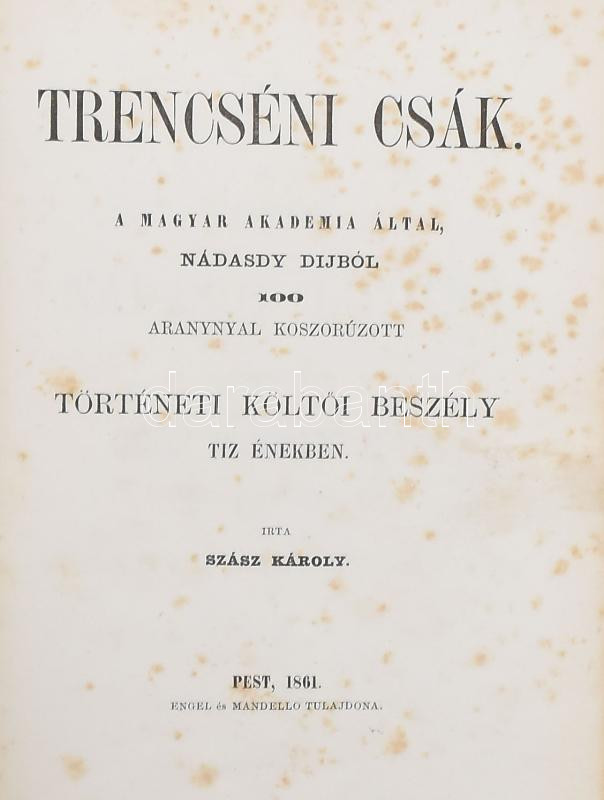 TRENCSÉNI CSÁK.
A MAGYAR AKADEMIA ÁLTAL,
NÁDASDY DIJBÓL
100
ARANYNYAL KOSZORÚZOTT
darabanth
TÖRTÉNETI KÖLTŐI BESZÉLY
TIZ ÉNEKBEN.
IRTA
SZÁSZ KÁROLY.
PEST, 1861.
ENGEL és MANDELLO TULAJDONA.